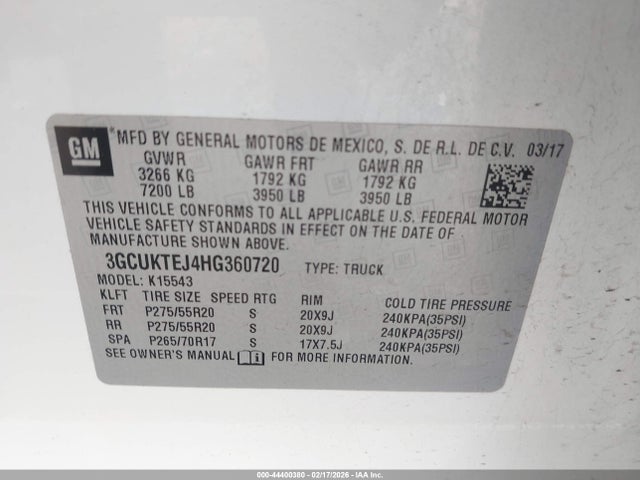 GM
*MFD BY GENERAL MOTORS DE MEXICO, S. DE R.L. DE C.V. 03/17
GVWR GAWR FRT GAWR RR
3266 KG 1792 KG 1792 KG
7200 LB 3950 LB 3950 LB
THIS VEHICLE CONFORMS TO ALL APPLICABLE U.S. FEDERAL MOTOR
VEHICLE SAFETY STANDARDS IN EFFECT ON THE DATE OF
MANUFACTURE SHOWN ABOVE.
3GCUKTEJ4HG360720 TYPE: TRUCK
MODEL: K15543
KLFT TIRE SIZE SPEED RTG RIM COLD TIRE PRESSURE
FRT P275/55R20 S 20X9J 240KPA(35PSI)
RR P275/55R20 S 20X9J 240KPA(35PSI)
SPA P265/70R17 S 17X7.5J 240KPA(35PSI)
SEE OWNER'S MANUAL FOR MORE INFORMATION.
000-44400380 - 02/17/2026 - IAA Corp.